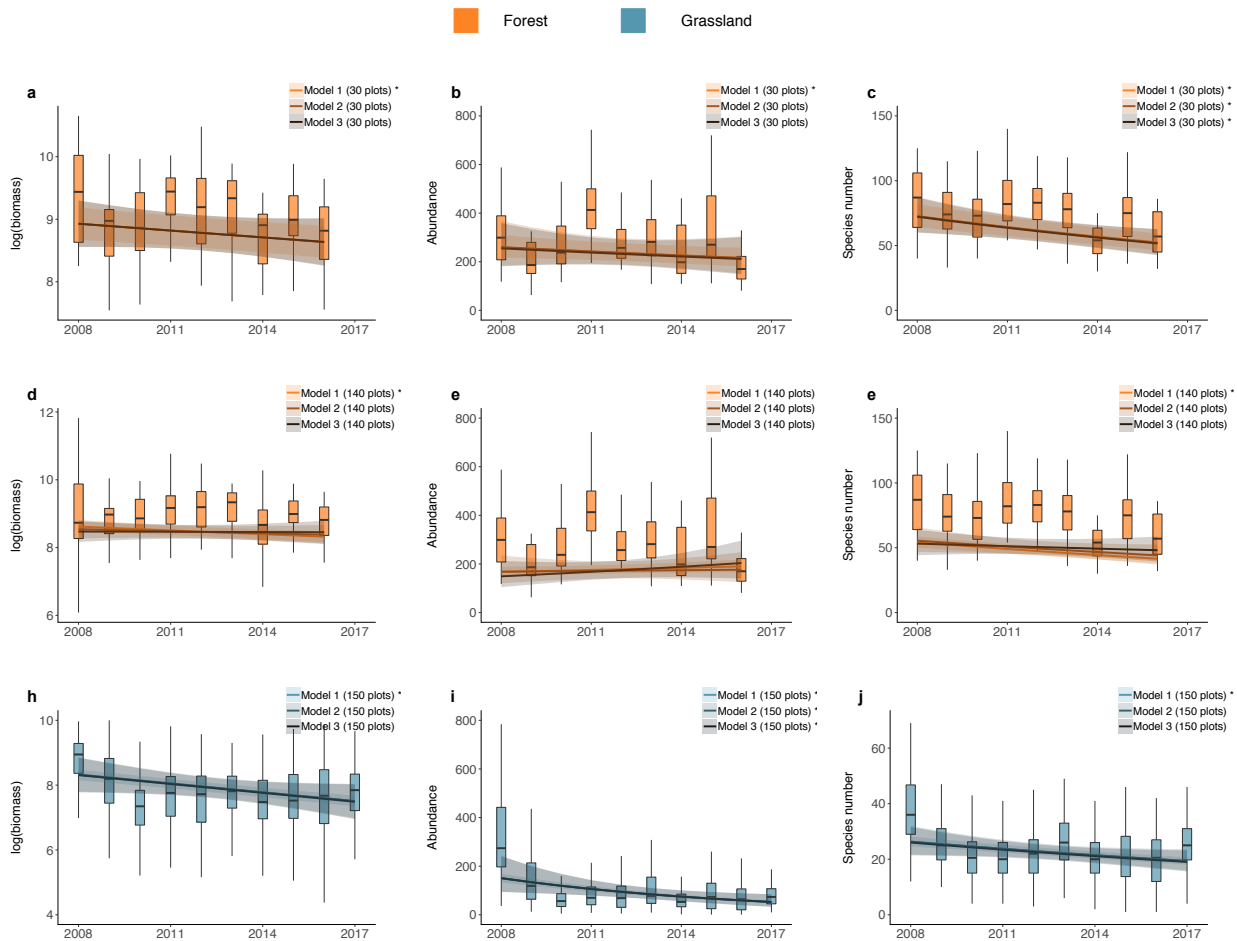 Forest Grassland
a
Model 1 (30 plots) *
Model 2 (30 plots)
Model 3 (30 plots)
log(biomass)
10
9
8
2008 2011 2014 2017
b
Model 1 (30 plots) *
Model 2 (30 plots)
Model 3 (30 plots)
Abundance
800
600
400
200
0
2008 2011 2014 2017
c
Model 1 (30 plots) *
Model 2 (30 plots) *
Model 3 (30 plots) *
Species number
150
100
50
0
2008 2011 2014 2017
d
Model 1 (140 plots) *
Model 2 (140 plots)
Model 3 (140 plots)
log(biomass)
12
10
8
6
2008 2011 2014 2017
e
Model 1 (140 plots)
Model 2 (140 plots)
Model 3 (140 plots)
Abundance
800
600
400
200
0
2008 2011 2014 2017
e
Model 1 (140 plots) *
Model 2 (140 plots)
Model 3 (140 plots)
Species number
150
100
50
0
2008 2011 2014 2017
h
Model 1 (150 plots) *
Model 2 (150 plots)
Model 3 (150 plots)
log(biomass)
10
8
6
4
2008 2011 2014 2017
i
Model 1 (150 plots) *
Model 2 (150 plots) *
Model 3 (150 plots) *
Abundance
800
600
400
200
0
2008 2011 2014 2017
j
Model 1 (150 plots) *
Model 2 (150 plots)
Model 3 (150 plots)
Species number
60
40
20
0
2008 2011 2014 2017